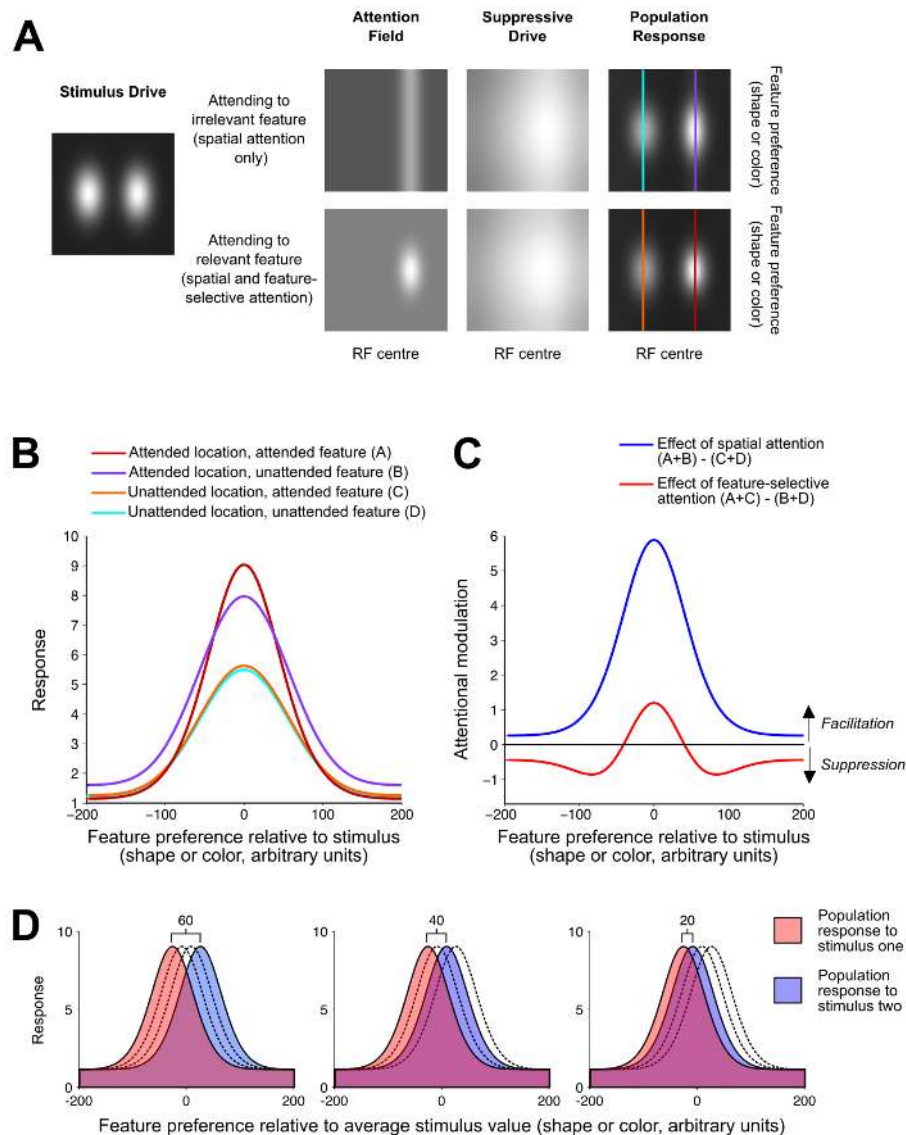 A
Attention
Field
Suppressive
Drive
Population
Response
Stimulus Drive
Attending to
irrelevant feature
(spatial attention
only)
Feature preference
(shape or color)
Attending to
relevant feature
(spatial and feature-
selective attention)
Feature preference
(shape or color)
RF centre
RF centre
RF centre
B
Attended location, attended feature (A)
Attended location, unattended feature (B)
Unattended location, attended feature (C)
Unattended location, unattended feature (D)
Response
10
9
8
7
6
5
4
3
2
1
-200
-100
0
100
200
Feature preference relative to stimulus
(shape or color, arbitrary units)
C
Effect of spatial attention
(A+B) - (C+D)
Effect of feature-selective
attention (A+C) - (B+D)
Attentional modulation
6
5
4
3
2
1
0
-1
Facilitation
Suppression
-200
-100
0
100
200
Feature preference relative to stimulus
(shape or color, arbitrary units)
D
60
40
20
Response
10
5
0
-200
0
200
10
5
0
-200
0
200
10
5
0
-200
0
200
Population
response to
stimulus one
Population
response to
stimulus two
Feature preference relative to average stimulus value (shape or color, arbitrary units)